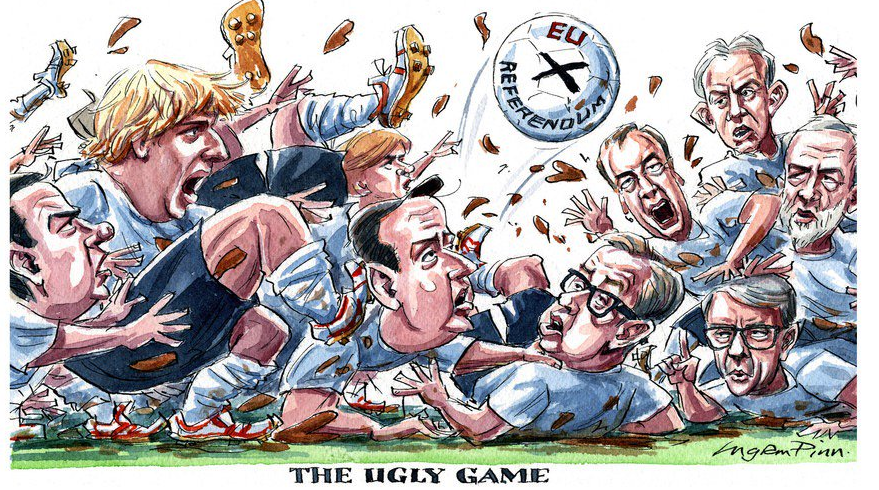 EU
REFERENDUM
Ingram Pinn.
THE UGLY GAME